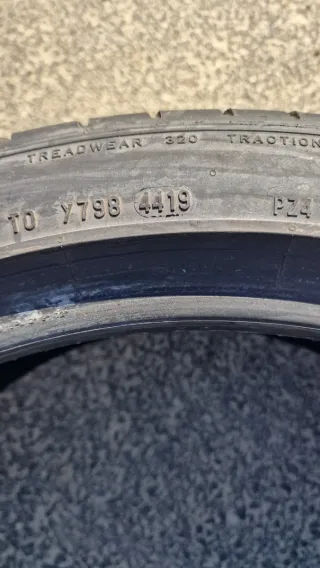 TREADWEAR 320 TRACTION
TO Y798 4419 PZ4